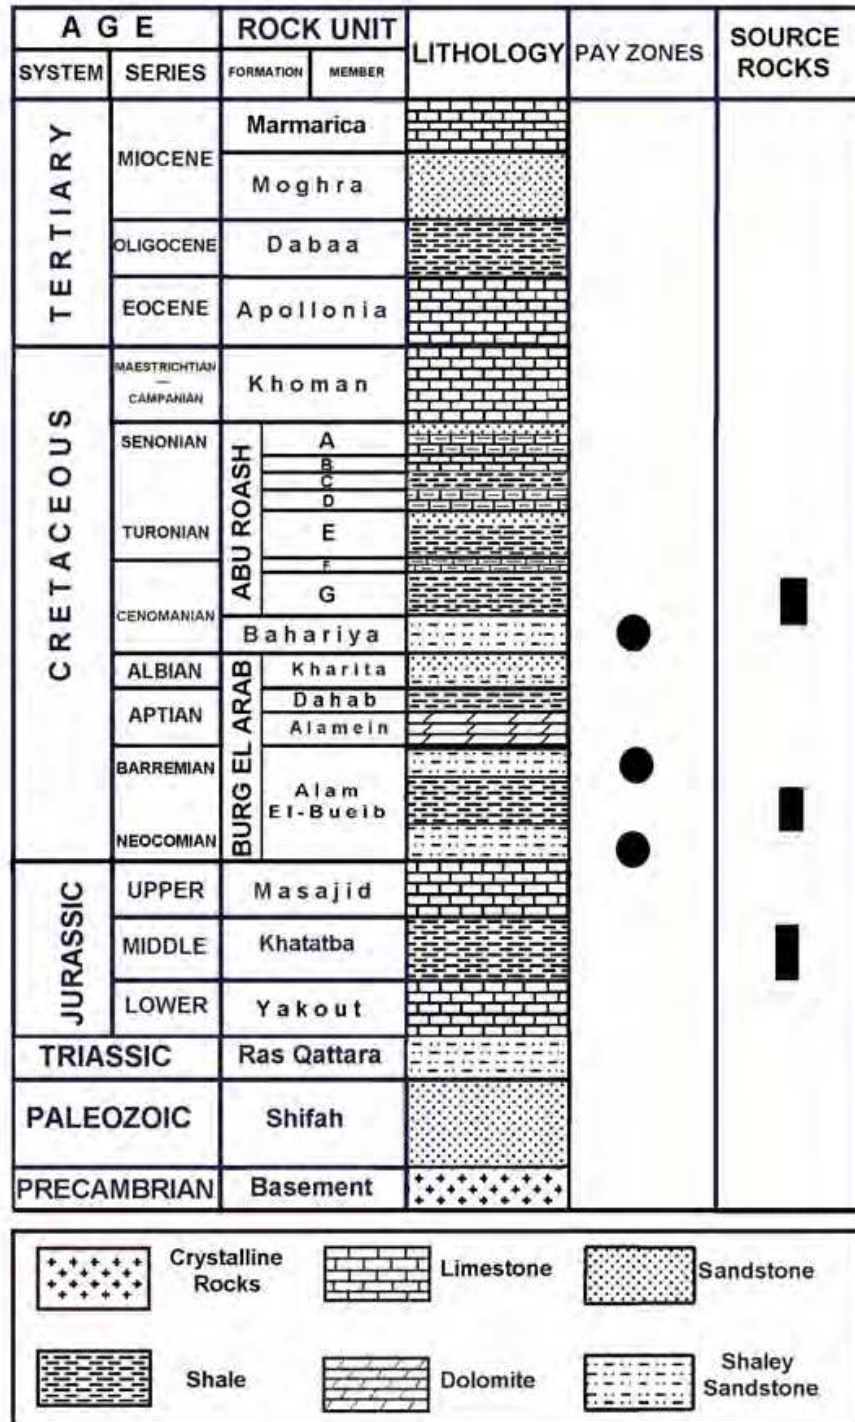 A G E
ROCK UNIT
LITHOLOGY
PAY ZONES
SOURCE
ROCKS
SYSTEM
SERIES
FORMATION
MEMBER
TERTIARY
MIOCENE
Marmarica
Moghra
OLIGOCENE
Dabaa
EOCENE
Apollonia
CRETACEOUS
MAESTRICHTIAN
—
CAMPANIAN
Khoman
SENONIAN
ABU ROASH
A
B
C
D
TURONIAN
E
F
CENOMANIAN
G
Bahariya
ALBIAN
BURG EL ARAB
Kharita
APTIAN
Dahab
Alamein
BARREMIAN
Alam
El-Bueib
NEOCOMIAN
JURASSIC
UPPER
Masajid
MIDDLE
Khatatba
LOWER
Yakout
TRIASSIC
Ras Qattara
PALEOZOIC
Shifah
PRECAMBRIAN
Basement
Crystalline
Rocks
Limestone
Sandstone
Shale
Dolomite
Shaley
Sandstone